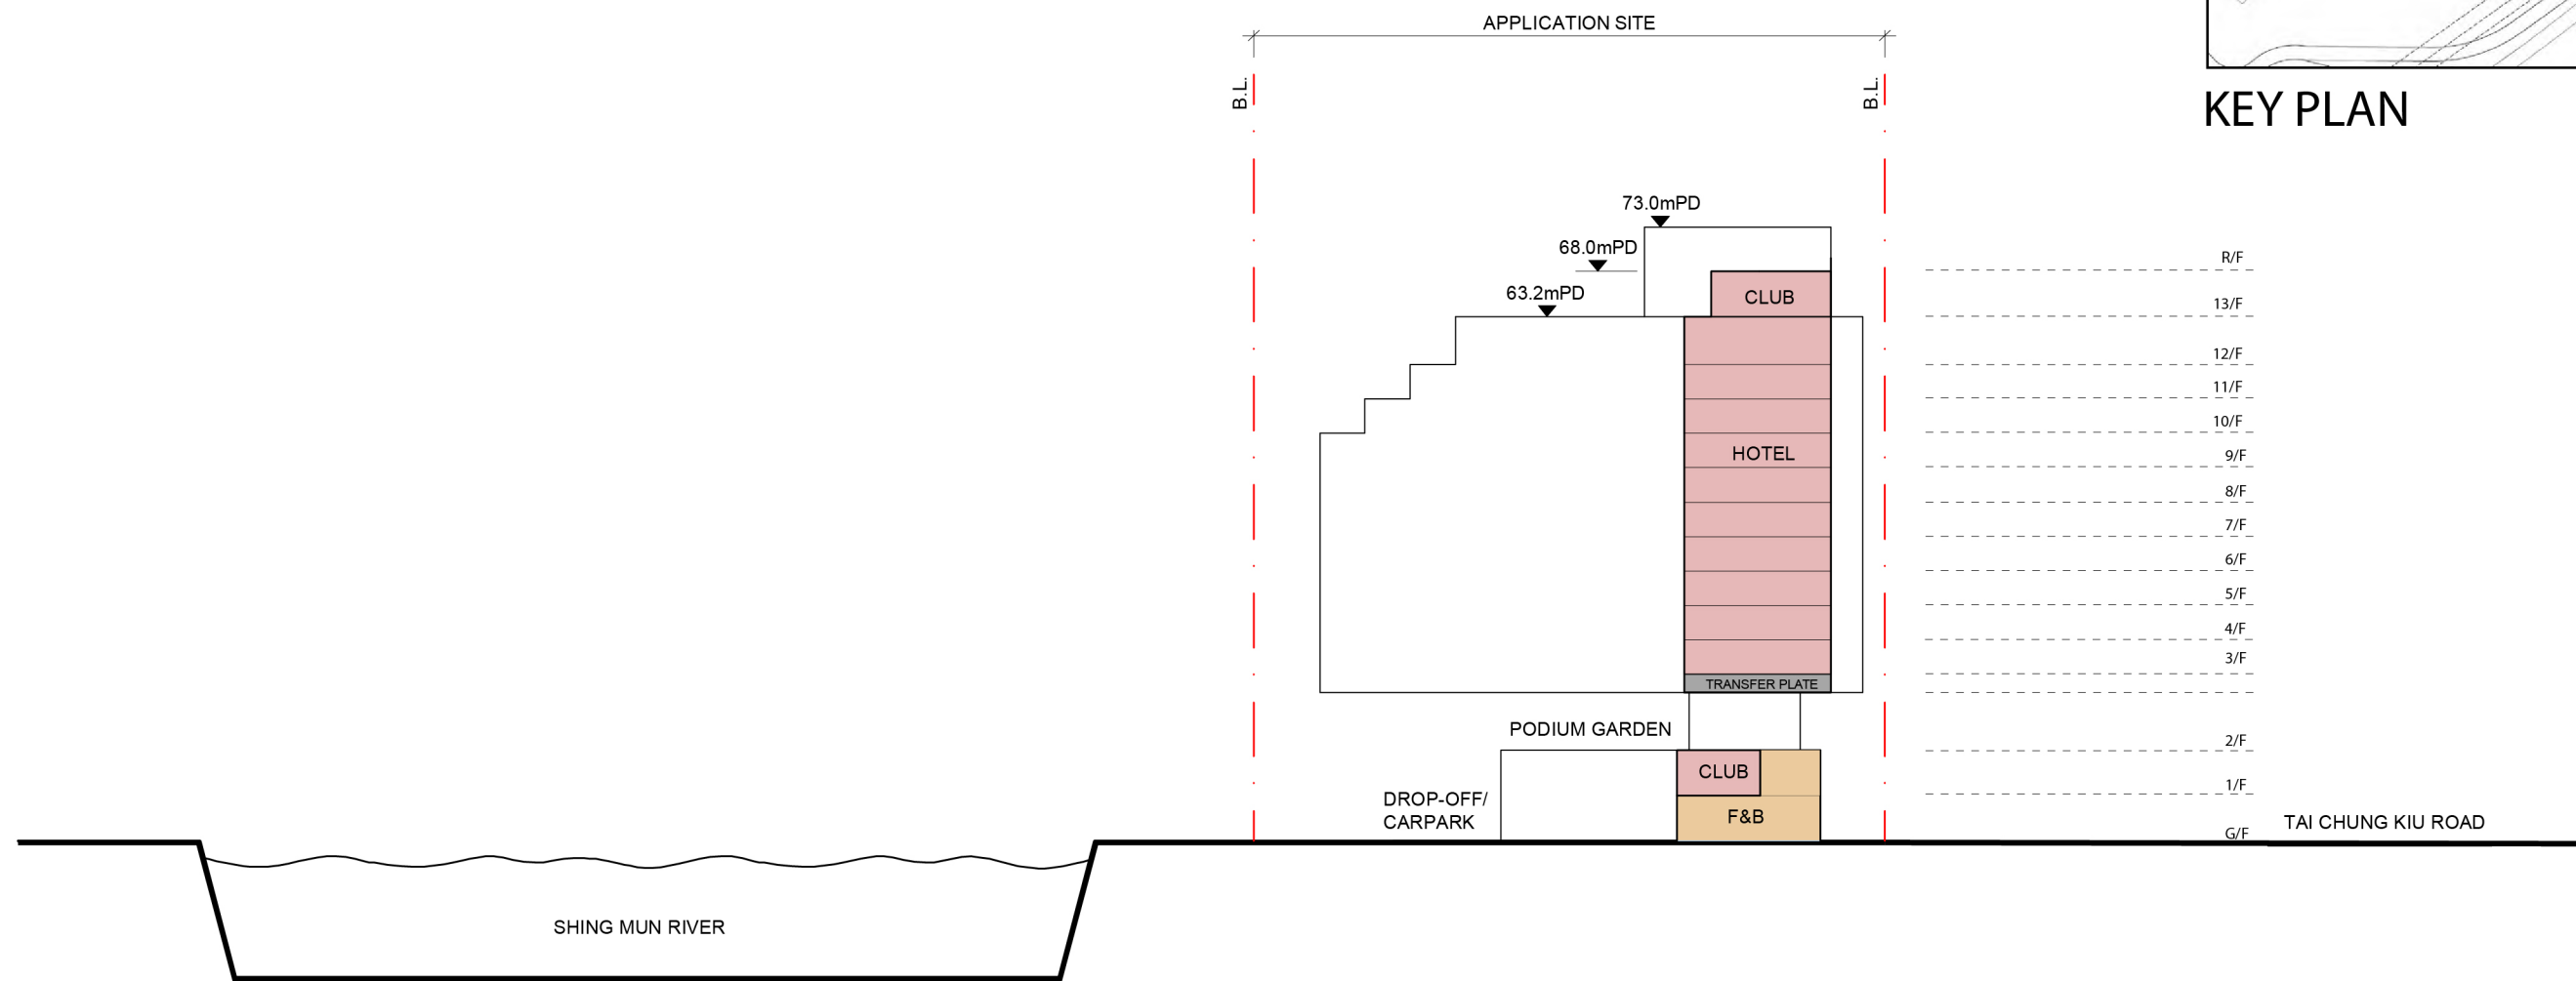 APPLICATION SITE
B.L.
B.L.
KEY PLAN
73.0mPD
68.0mPD
63.2mPD
CLUB
HOTEL
TRANSFER PLATE
PODIUM GARDEN
CLUB
DROP-OFF/
CARPARK
F&B
R/F
13/F
12/F
11/F
10/F
9/F
8/F
7/F
6/F
5/F
4/F
3/F
2/F
1/F
G/F
TAI CHUNG KIU ROAD
SHING MUN RIVER